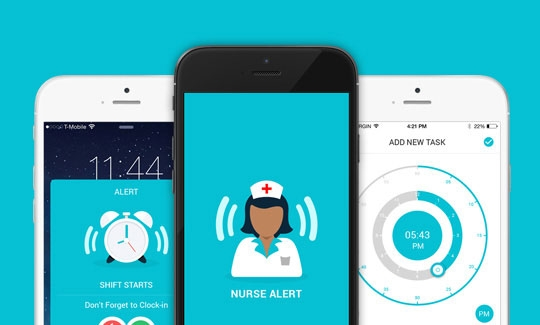 T-Mobile
11:44
ALERT
SHIFT STARTS
Don't Forget to Clock-in
NURSE ALERT
4:21 PM
22%
ADD NEW TASK
05:43
PM
PM